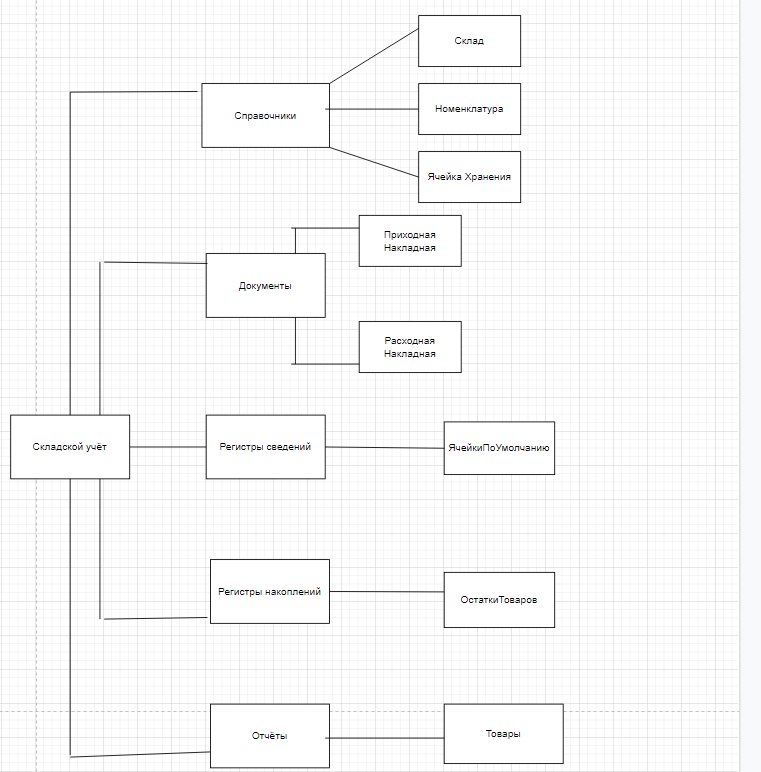 Склад
Справочники
Номенклатура
Ячейка Хранения
Приходная
Накладная
Документы
Расходная
Накладная
Складской учёт
Регистры сведений
ЯчейкиПоУмолчанию
Регистры накоплений
ОстаткиТоваров
Отчёты
Товары